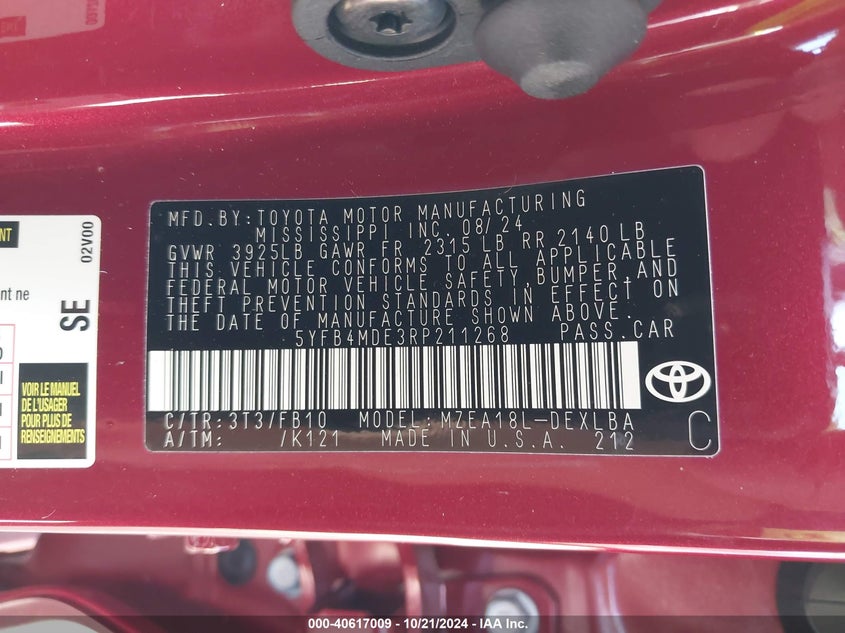 MFD. BY: TOYOTA MOTOR MANUFACTURING
MISSISSIPPI INC. 08/24
GVWR 3925LB GAWR FR 2315 LB RR 2140 LB
THIS VEHICLE CONFORMS TO ALL APPLICABLE
FEDERAL MOTOR VEHICLE SAFETY, BUMPER, AND
THEFT PREVENTION STANDARDS IN EFFECT ON
THE DATE OF MANUFACTURE SHOWN ABOVE.
5YFB4MDE3RP211268 PASS. CAR
C/TR: 3T3/FB10 MODEL: MZEA18L-DEXLBA
A/TM: /K121 MADE IN U.S.A. 212
C
02V00
SE
ent ne
VOIR LE MANUEL
DE L'USAGER
POUR PLUS DE
RENSEIGNEMENTS
000-40617009 - 10/21/2024 - IAA Inc.